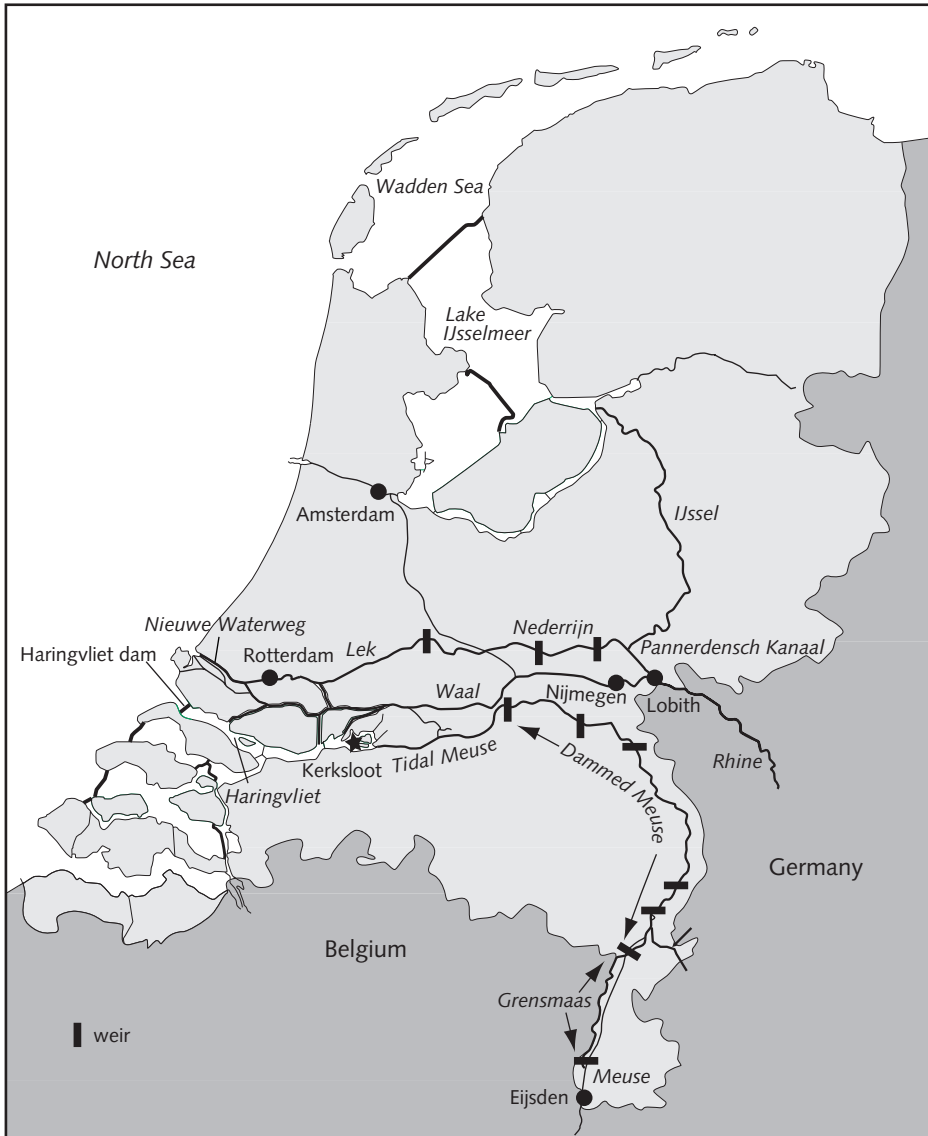 Wadden Sea
North Sea
Lake
IJsselmeer
Amsterdam
IJssel
Nieuwe Waterweg
Haringvliet dam
Rotterdam
Lek
Nederrijn
Pannerdensch Kanaal
Waal
Nijmegen
Lobith
Kerksloot
Tidal Meuse
Dammed Meuse
Rhine
Haringvliet
Germany
Belgium
Grensmaas
weir
Meuse
Eijsden